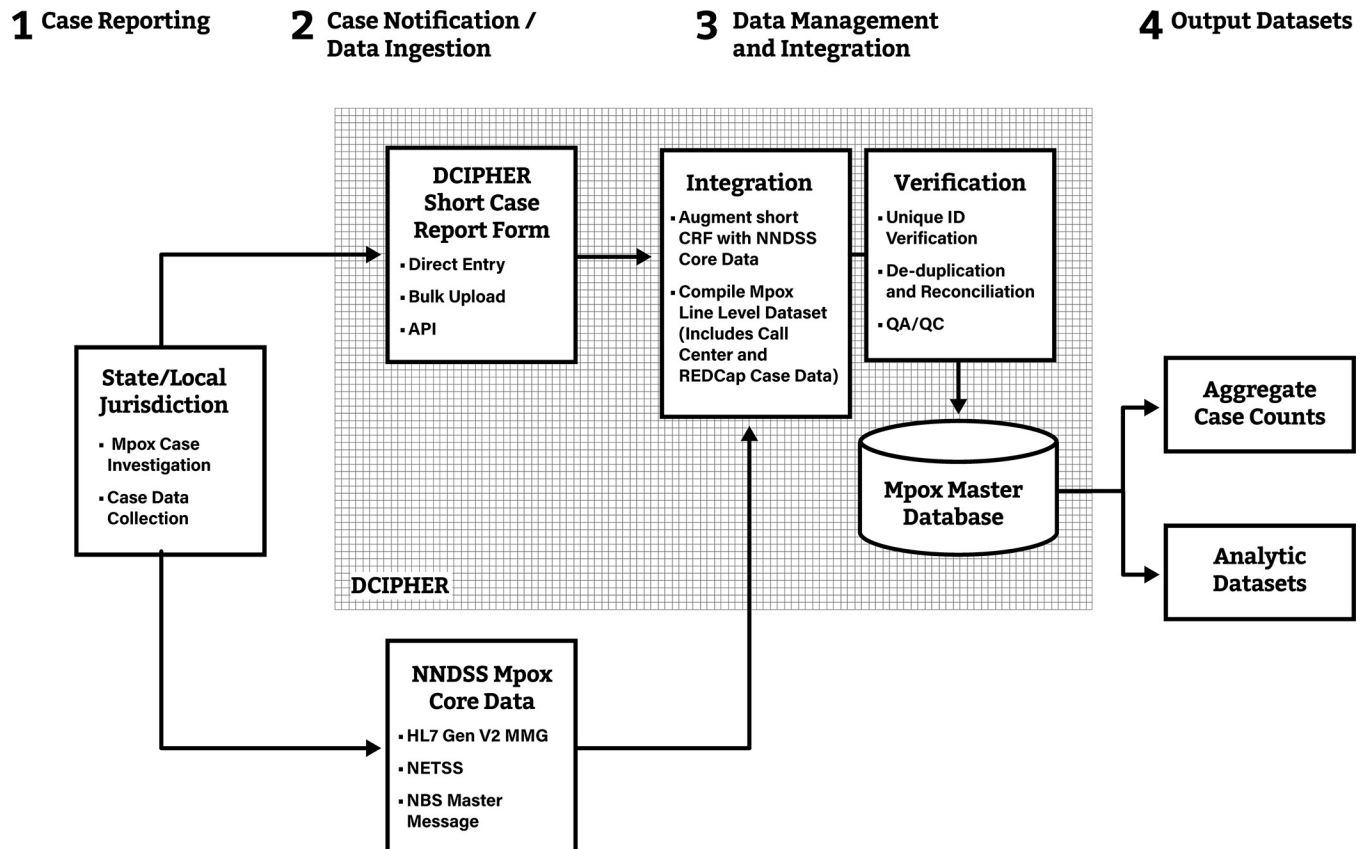 1 Case Reporting
2 Case Notification /
Data Ingestion
3 Data Management
and Integration
4 Output Datasets
State/Local
Jurisdiction
▪ Mpox Case
Investigation
▪ Case Data
Collection
DCIPHER
Short Case
Report Form
▪ Direct Entry
▪ Bulk Upload
▪ API
NNDSS Mpox
Core Data
▪ HL7 Gen V2 MMG
▪ NETSS
▪ NBS Master
Message
Integration
▪ Augment short
CRF with NNDSS
Core Data
▪ Compile Mpox
Line Level Dataset
(Includes Call
Center and
REDCap Case Data)
Verification
▪ Unique ID
Verification
▪ De-duplication
and Reconciliation
▪ QA/QC
Mpox Master
Database
DCIPHER
Aggregate
Case Counts
Analytic
Datasets